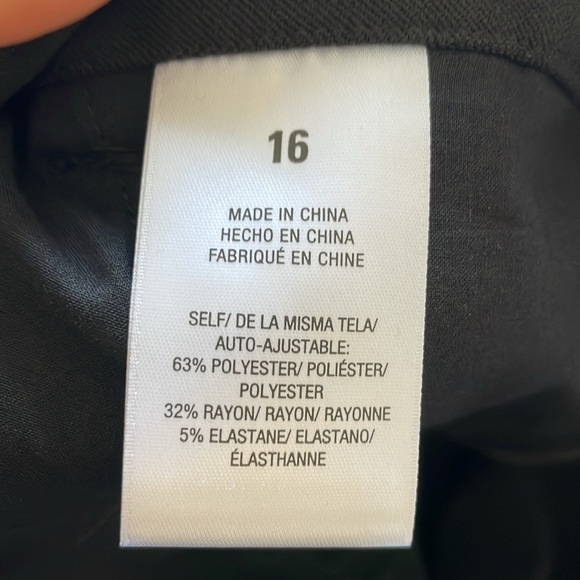 16
MADE IN CHINA
HECHO EN CHINA
FABRIQUÉ EN CHINE
SELF/ DE LA MISMA TELA/
AUTO-AJUSTABLE:
63% POLYESTER/ POLIÉSTER/
POLYESTER
32% RAYON/ RAYON/ RAYONNE
5% ELASTANE/ ELASTANO/
ÉLASTHANNE